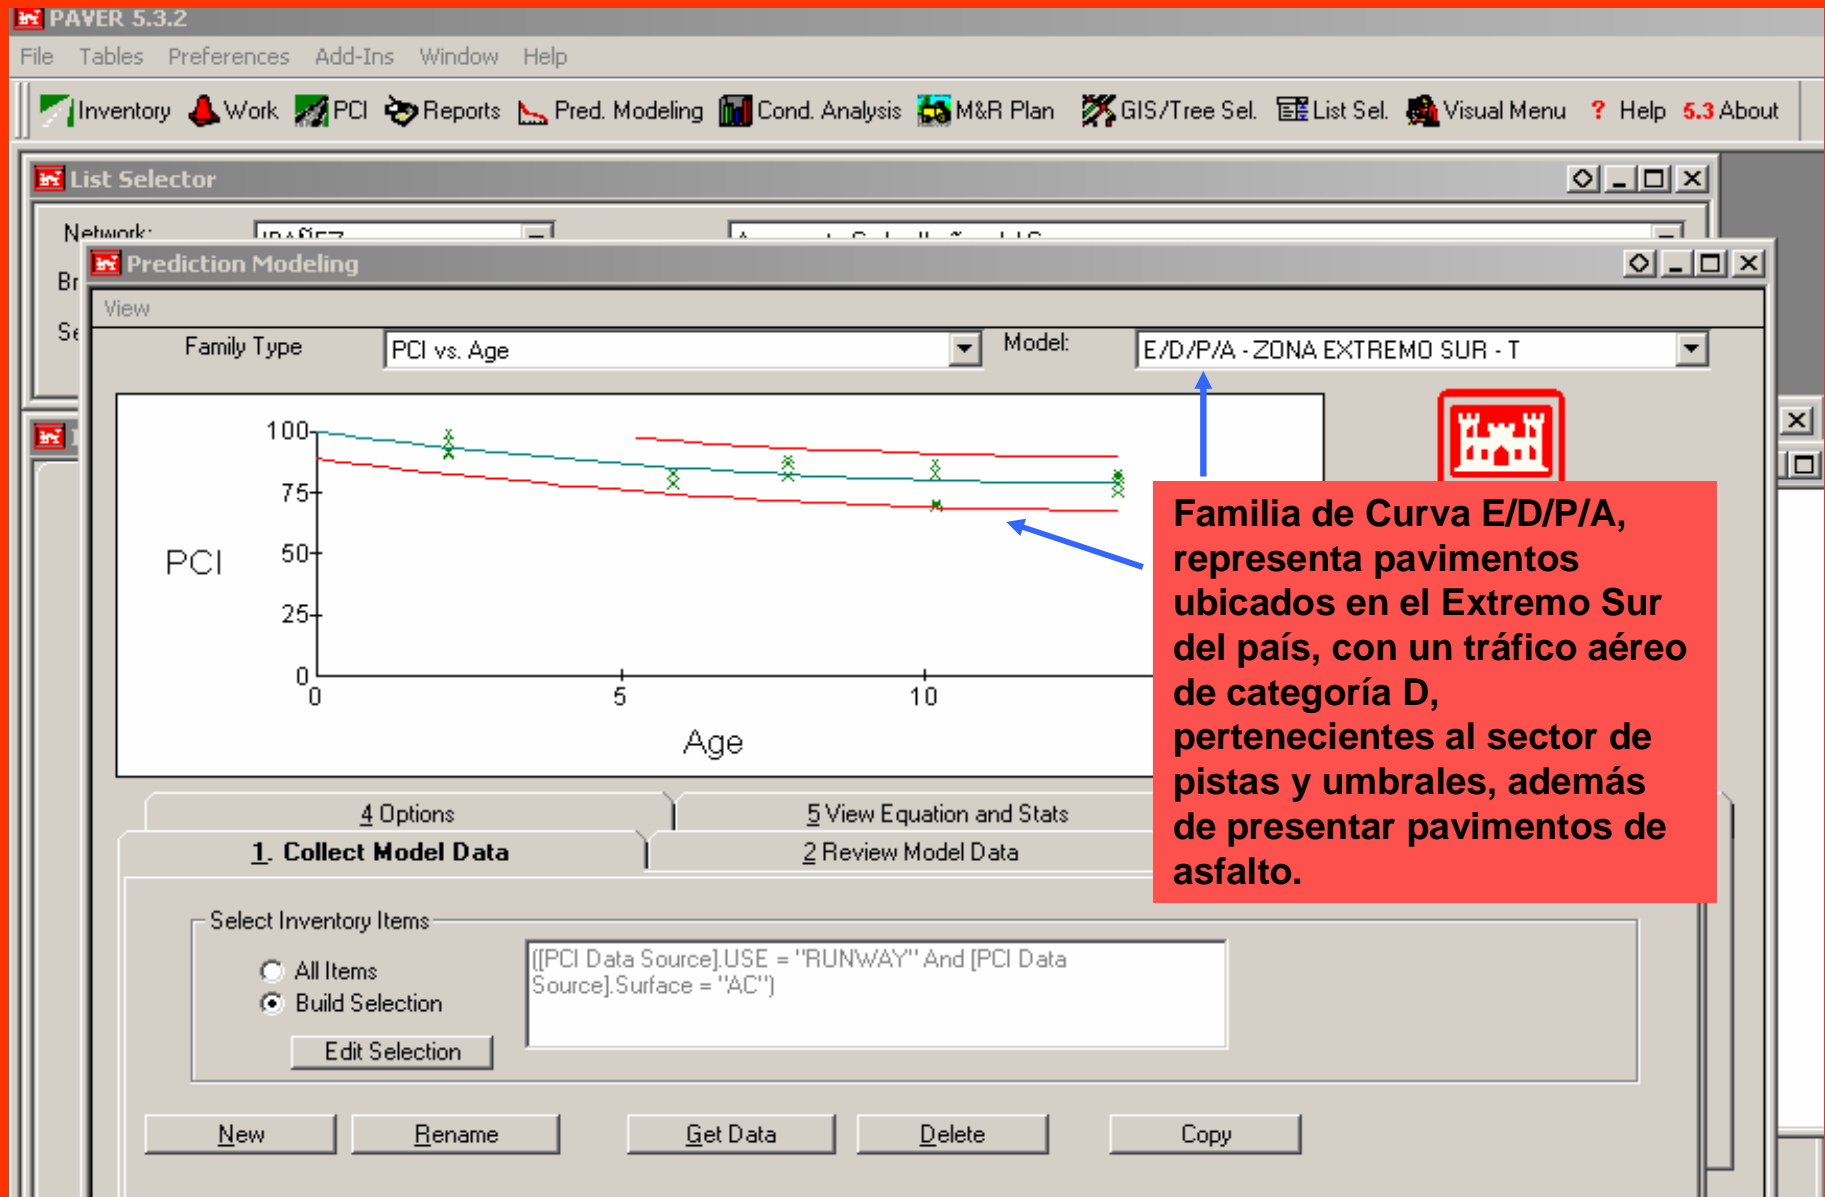 PAVER 5.3.2
File Tables Preferences Add-Ins Window Help
Inventory Work PCI Reports Pred. Modeling Cond. Analysis M&R Plan GIS/Tree Sel. List Sel. Visual Menu ? Help 5.3 About
List Selector
Network:
Prediction Modeling
View
Family Type PCI vs. Age Model: E/D/P/A - ZONA EXTREMO SUR - T
100
75
PCI
50
25
0
0 5 10
Age
Familia de Curva E/D/P/A,
representa pavimentos
ubicados en el Extremo Sur
del país, con un tráfico aéreo
de categoría D,
pertenecientes al sector de
pistas y umbrales, además
de presentar pavimentos de
asfalto.
4 Options 5 View Equation and Stats
1. Collect Model Data 2 Review Model Data
Select Inventory Items
All Items
Build Selection
Edit Selection
([PCI Data Source].USE = "RUNWAY" And [PCI Data
Source].Surface = "AC")
New Rename Get Data Delete Copy